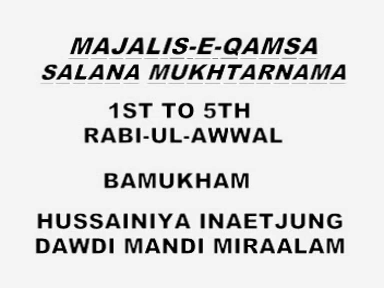 MAJALIS-E-QAMSA
SALANA MUKHTARNAMA
1ST TO 5TH
RABI-UL-AWWAL
BAMUKHAM
HUSSAINIYA INAETJUNG
DAWDI MANDI MIRAALAM